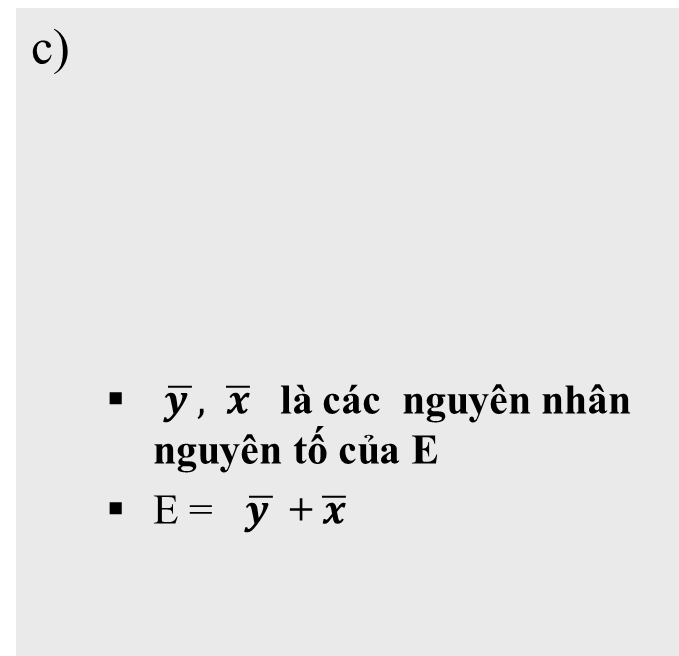 c)
▪ y̅ , x̅ là các nguyên nhân
nguyên tố của E
▪ E = y̅ + x̅